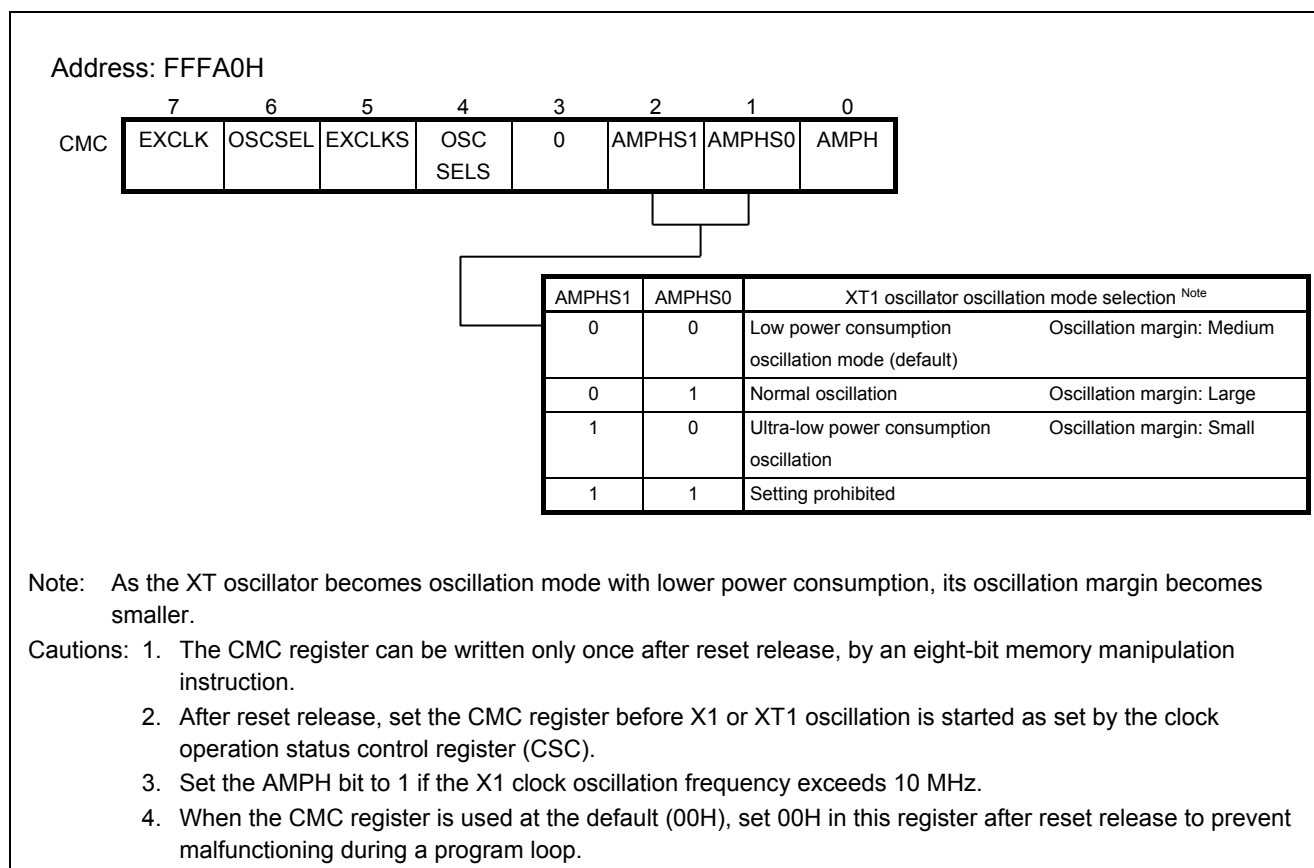 Address: FFFA0H
7 6 5 4 3 2 1 0
CMC EXCLK OSCSEL EXCLKS OSC SELS 0 AMPHS1 AMPHS0 AMPH
AMPHS1 AMPHS0 XT1 oscillator oscillation mode selection Note
0 0 Low power consumption Oscillation margin: Medium
oscillation mode (default)
0 1 Normal oscillation Oscillation margin: Large
1 0 Ultra-low power consumption Oscillation margin: Small
oscillation
1 1 Setting prohibited
Note: As the XT oscillator becomes oscillation mode with lower power consumption, its oscillation margin becomes
smaller.
Cautions: 1. The CMC register can be written only once after reset release, by an eight-bit memory manipulation
instruction.
2. After reset release, set the CMC register before X1 or XT1 oscillation is started as set by the clock
operation status control register (CSC).
3. Set the AMPH bit to 1 if the X1 clock oscillation frequency exceeds 10 MHz.
4. When the CMC register is used at the default (00H), set 00H in this register after reset release to prevent
malfunctioning during a program loop.